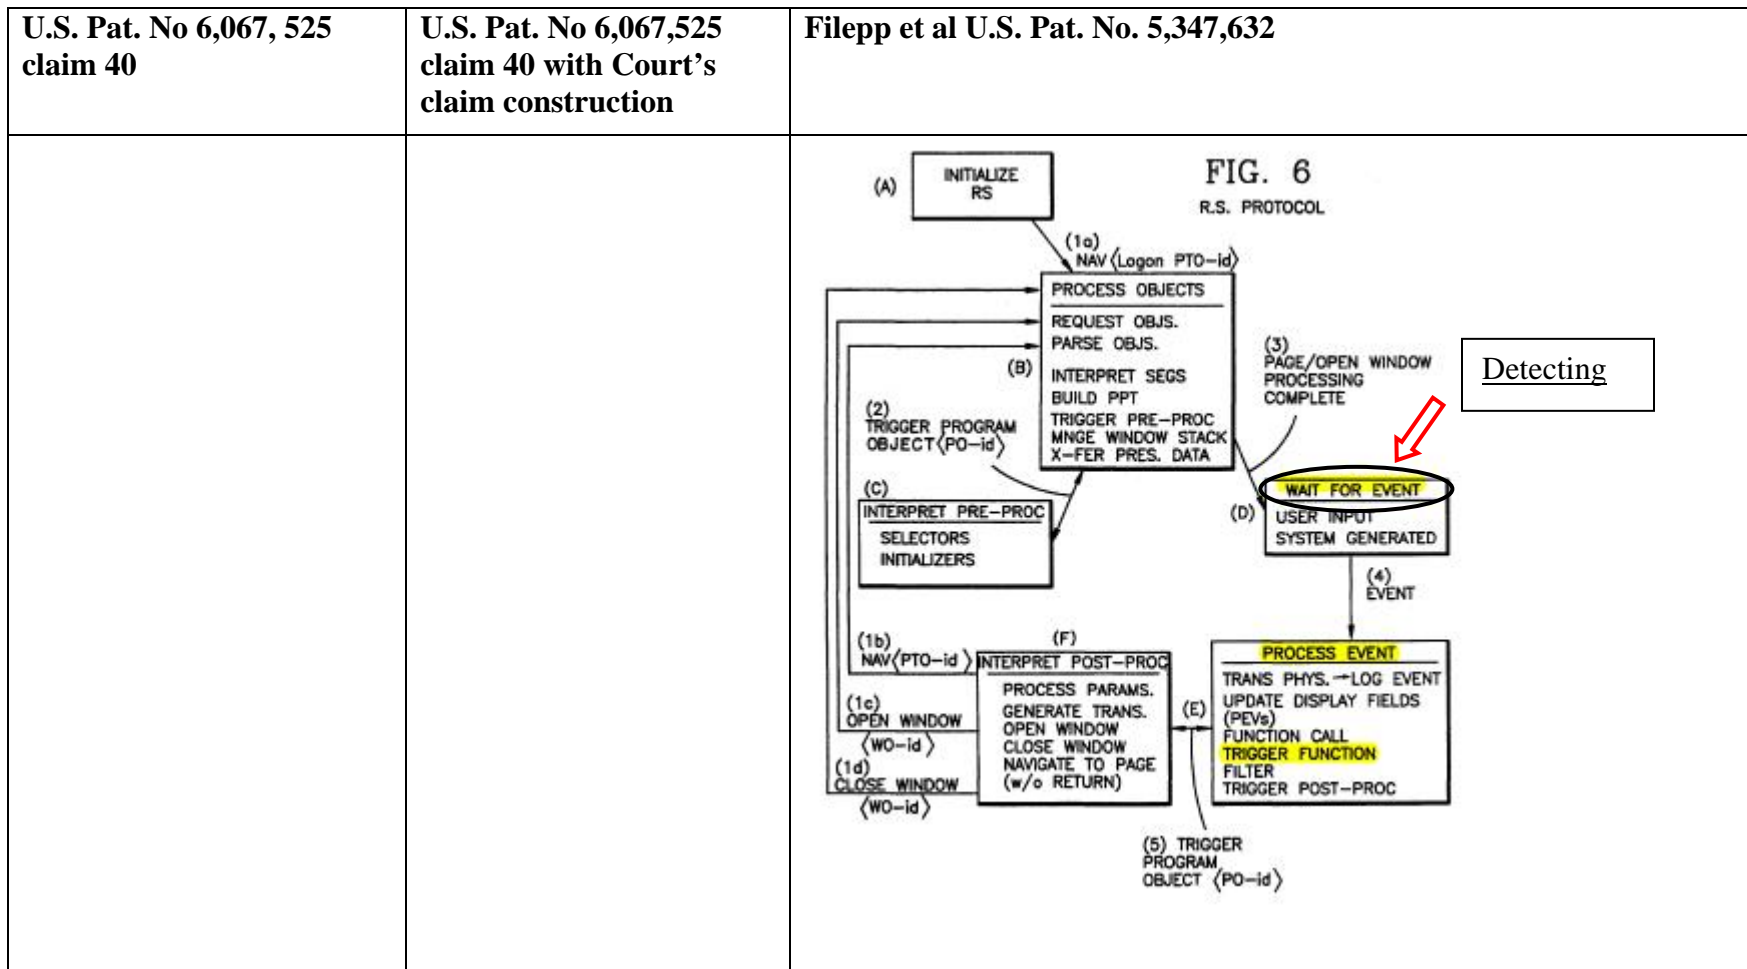 U.S. Pat. No 6,067, 525
claim 40
U.S. Pat. No 6,067,525
claim 40 with Court’s
claim construction
Filepp et al U.S. Pat. No. 5,347,632
FIG. 6
R.S. PROTOCOL
(A)
INITIALIZE
RS
(1a)
NAV⟨Logon PTO-id⟩
PROCESS OBJECTS
REQUEST OBJS.
PARSE OBJS.
(B)
INTERPRET SEGS
BUILD PPT
TRIGGER PRE-PROC
MNGE WINDOW STACK
X-FER PRES. DATA
(2)
TRIGGER PROGRAM
OBJECT⟨PO-id⟩
(3)
PAGE/OPEN WINDOW
PROCESSING
COMPLETE
Detecting
(C)
INTERPRET PRE-PROC
SELECTORS
INITIALIZERS
(D)
WAIT FOR EVENT
USER INPUT
SYSTEM GENERATED
(4)
EVENT
(1b)
NAV⟨PTO-id⟩
(1c)
OPEN WINDOW
⟨WO-id⟩
(1d)
CLOSE WINDOW
⟨WO-id⟩
(F)
INTERPRET POST-PROC
PROCESS PARAMS.
GENERATE TRANS.
OPEN WINDOW
CLOSE WINDOW
NAVIGATE TO PAGE
(w/o RETURN)
(E)
PROCESS EVENT
TRANS PHYS.→LOG EVENT
UPDATE DISPLAY FIELDS
(PEVs)
FUNCTION CALL
TRIGGER FUNCTION
FILTER
TRIGGER POST-PROC
(5) TRIGGER
PROGRAM
OBJECT ⟨PO-id⟩